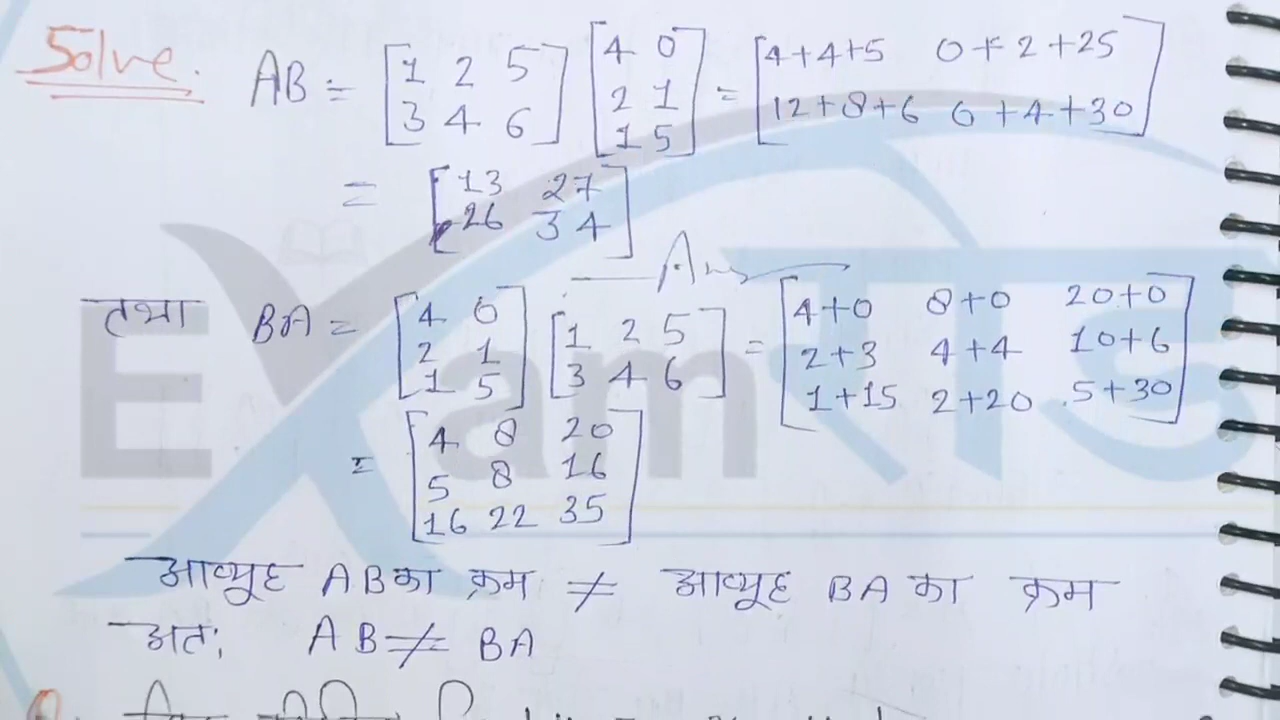 Solve. AB = [1 2 5 [4 0 = [4+4+5 0+2+25
3 4 6] 2 1 12+8+6 0+4+30]
1 5]
= [13 27
26 34]
Ans
तथा BA = [4 0 [1 2 5 = [4+0 8+0 20+0
2 1 3 4 6] 2+3 4+4 10+6
1 5] 1+15 2+20 5+30]
= [4 8 20
5 8 16
16 22 35]
आव्यूह AB का क्रम ≠ आव्यूह BA का क्रम
अतः AB ≠ BA
Examपाठ